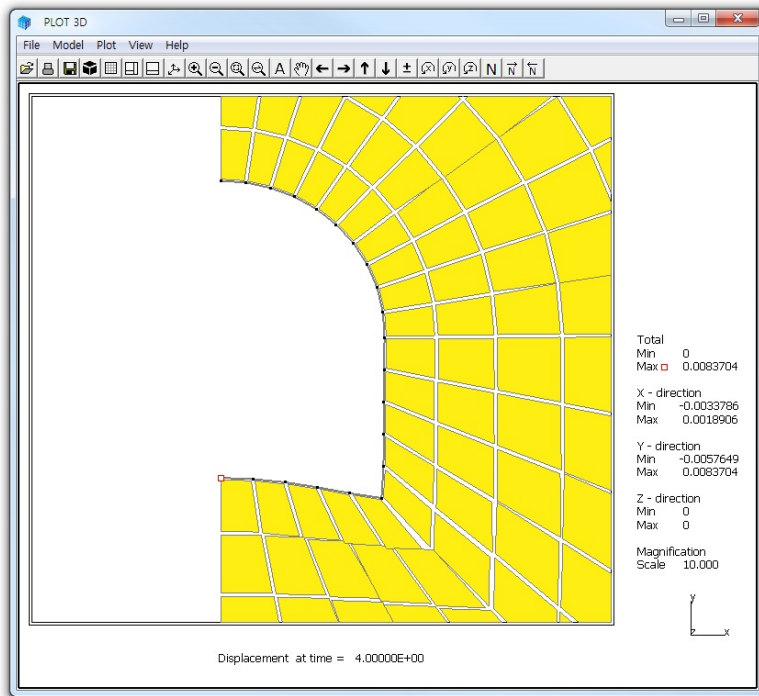 PLOT 3D
File Model Plot View Help
A x y z N N N
Total
Min 0
Max 0.0083704
X - direction
Min -0.0033786
Max 0.0018906
Y - direction
Min -0.0057649
Max 0.0083704
Z - direction
Min 0
Max 0
Magnification
Scale 10.000
y
z x
Displacement at time = 4.00000E+00